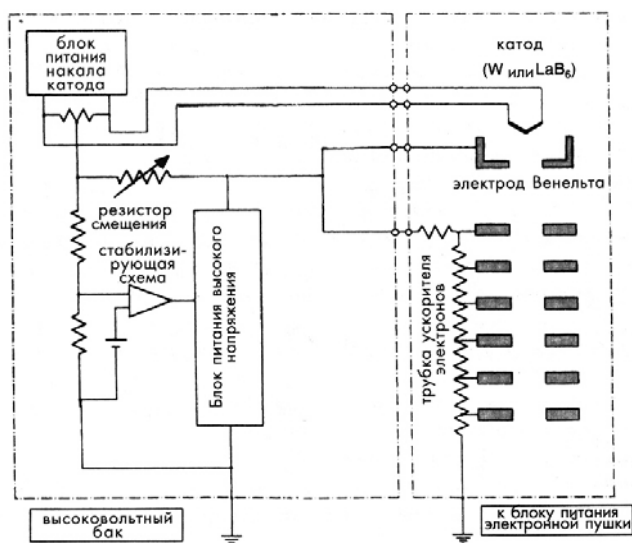 блок
питания
накала
катода
катод
(W или LaB6)
электрод Венельта
резистор
смещения
стабилизи-
рующая
схема
Блок питания высокого
напряжения
трубка ускорителя
электронов
высоковольтный
бак
к блоку питания
электронной пушки